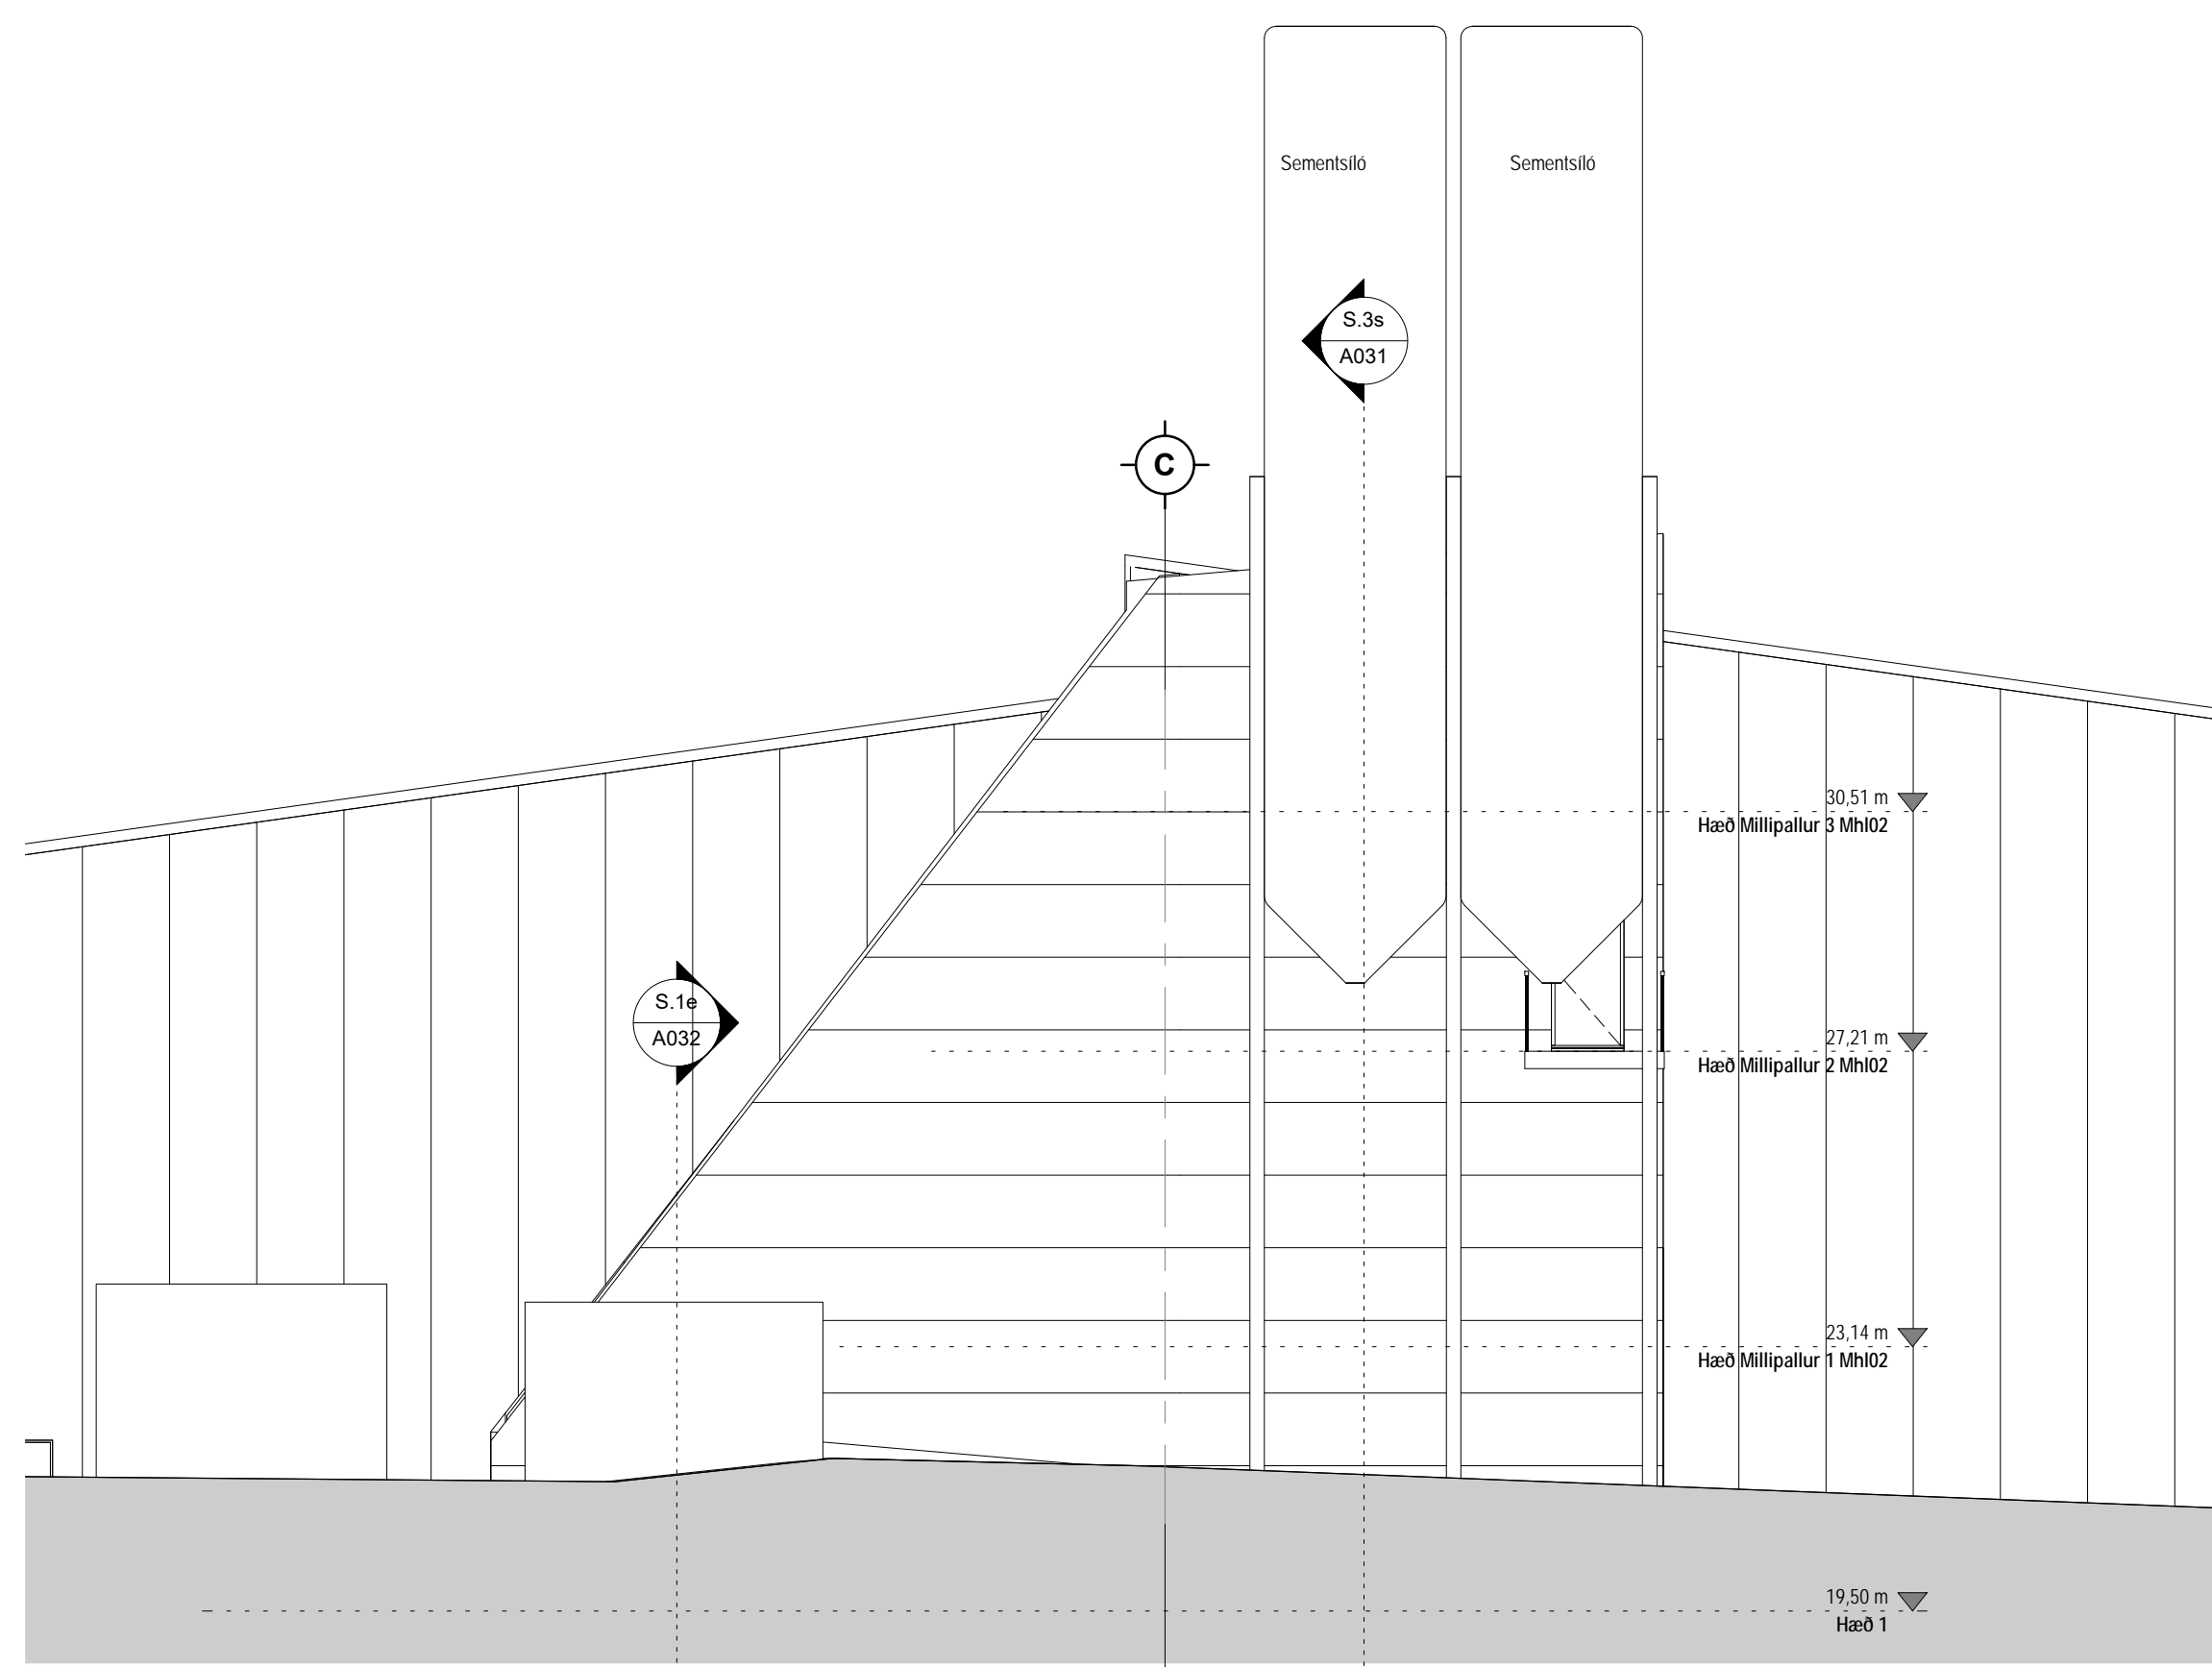 Sementsíló
Sementsíló
S.3s
A031
C
30,51 m
Hæð Millipallur 3 Mhl02
S.1e
A032
27,21 m
Hæð Millipallur 2 Mhl02
23,14 m
Hæð Millipallur 1 Mhl02
19,50 m
Hæð 1